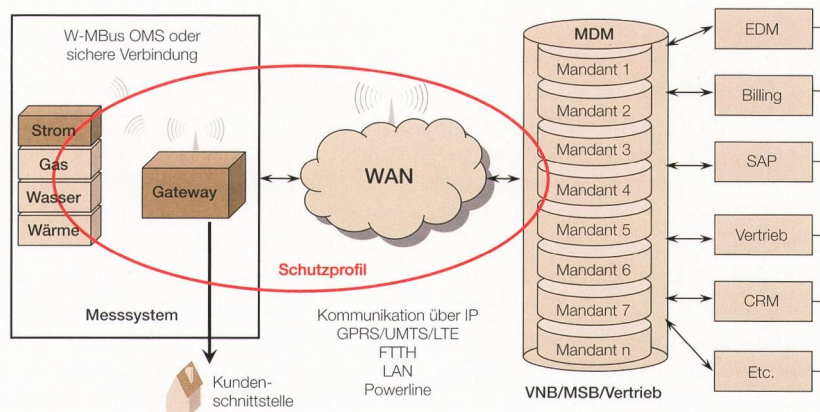 W-MBus OMS oder
sichere Verbindung
Strom
Gas
Wasser
Wärme
Gateway
Messsystem
Kunden-
schnittstelle
WAN
Schutzprofil
Kommunikation über IP
GPRS/UMTS/LTE
FTTH
LAN
Powerline
MDM
Mandant 1
Mandant 2
Mandant 3
Mandant 4
Mandant 5
Mandant 6
Mandant 7
Mandant n
VNB/MSB/Vertrieb
EDM
Billing
SAP
Vertrieb
CRM
Etc.